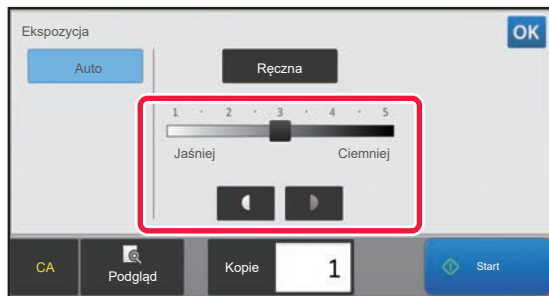 Ekspozycja
OK
Auto
Ręczna
1 · 2 · 3 · 4 · 5
Jaśniej Ciemniej
CA
Podgląd
Kopie
1
Start